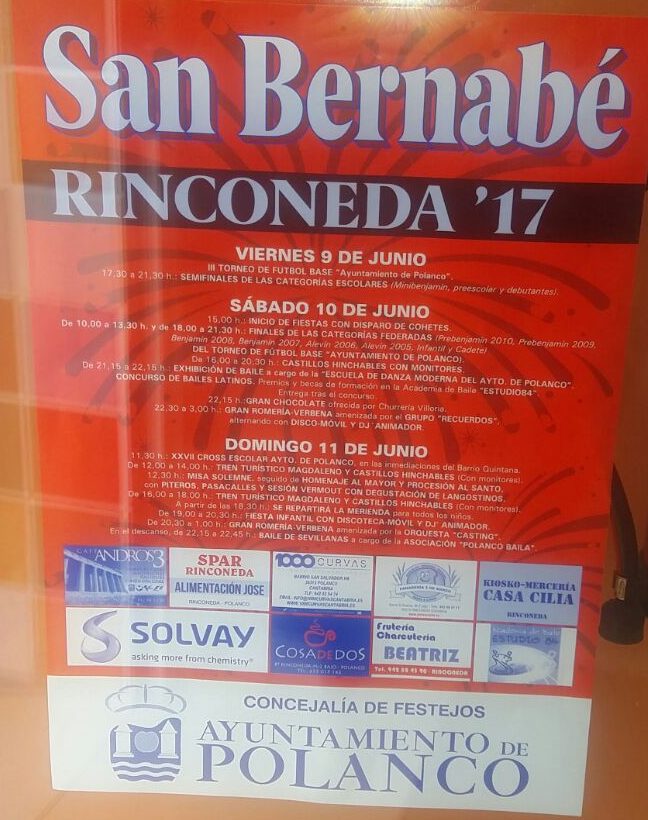 San Bernabé
RINCONEDA '17
VIERNES 9 DE JUNIO
III TORNEO DE FUTBOL BASE "Ayuntamiento de Polanco".
17,30 a 21,30 h.: SEMIFINALES DE LAS CATEGORÍAS ESCOLARES (Minibenjamin, preescolar y debutantes).
SÁBADO 10 DE JUNIO
15,00 h.: INICIO DE FIESTAS CON DISPARO DE COHETES.
De 10,00 a 13,30 h. y de 18,00 a 21,30 h.: FINALES DE LAS CATEGORÍAS FEDERADAS (Prebenjamín 2010, Prebenjamín 2009,
Benjamín 2008, Benjamín 2007, Alevín 2006, Alevín 2005, Infantil y Cadete)
DEL TORNEO DE FÚTBOL BASE "AYUNTAMIENTO DE POLANCO).
De 16,00 a 20,30 h.: CASTILLOS HINCHABLES CON MONITORES.
De 21,15 a 22,15 h.: EXHIBICIÓN DE BAILE a cargo de la "ESCUELA DE DANZA MODERNA DEL AYTO. DE POLANCO".
CONCURSO DE BAILES LATINOS. Premios y becas de formación en la Academia de Baile "ESTUDIO84".
Entrega tras el concurso.
22,15 h.: GRAN CHOCOLATE ofrecida por Churrería Villoria.
22,30 a 3,00 h.: GRAN ROMERÍA-VERBENA amenizada por el GRUPO "RECUERDOS",
alternando con DISCO-MÓVIL Y DJ´ANIMADOR.
DOMINGO 11 DE JUNIO
11,30 h.: XXVII CROSS ESCOLAR AYTO. DE POLANCO, en las inmediaciones del Barrio Quintana.
De 12,00 a 14,00 h.: TREN TURÍSTICO MAGDALENO Y CASTILLOS HINCHABLES (Con monitores).
12,30 h.: MISA SOLEMNE, seguido de HOMENAJE AL MAYOR Y PROCESIÓN AL SANTO,
con PITEROS, PASACALLES Y SESIÓN VERMOUT CON DEGUSTACIÓN DE LANGOSTINOS.
De 16,00 a 18,00 h.: TREN TURÍSTICO MAGDALENO Y CASTILLOS HINCHABLES (Con monitores).
A partir de las 18,30 h.: SE REPARTIRÁ LA MERIENDA para todos los niños.
De 19,00 a 20,30 h.: FIESTA INFANTIL CON DISCOTECA-MÓVIL Y DJ´ ANIMADOR.
De 20,30 a 1,00 h.: GRAN ROMERÍA-VERBENA amenizada por la ORQUESTA "CASTING".
En el descanso, de 22,15 a 22,45 h.: BAILE DE SEVILLANAS a cargo de la ASOCIACIÓN "POLANCO BAILA".
ANDROS 3
SPAR
RINCONEDA
ALIMENTACIÓN JOSE
RINCONEDA - POLANCO
1000 CURVAS
BARRIO SAN SALVADOR
POLANCO
CANTABRIA
KIOSKO-MERCERÍA
CASA CILIA
RINCONEDA
SOLVAY
asking more from chemistry®
COSADEDOS
Frutería
Charcutería
BEATRIZ
RINCONEDA
ESTUDIO 84
CONCEJALÍA DE FESTEJOS
AYUNTAMIENTO DE
POLANCO